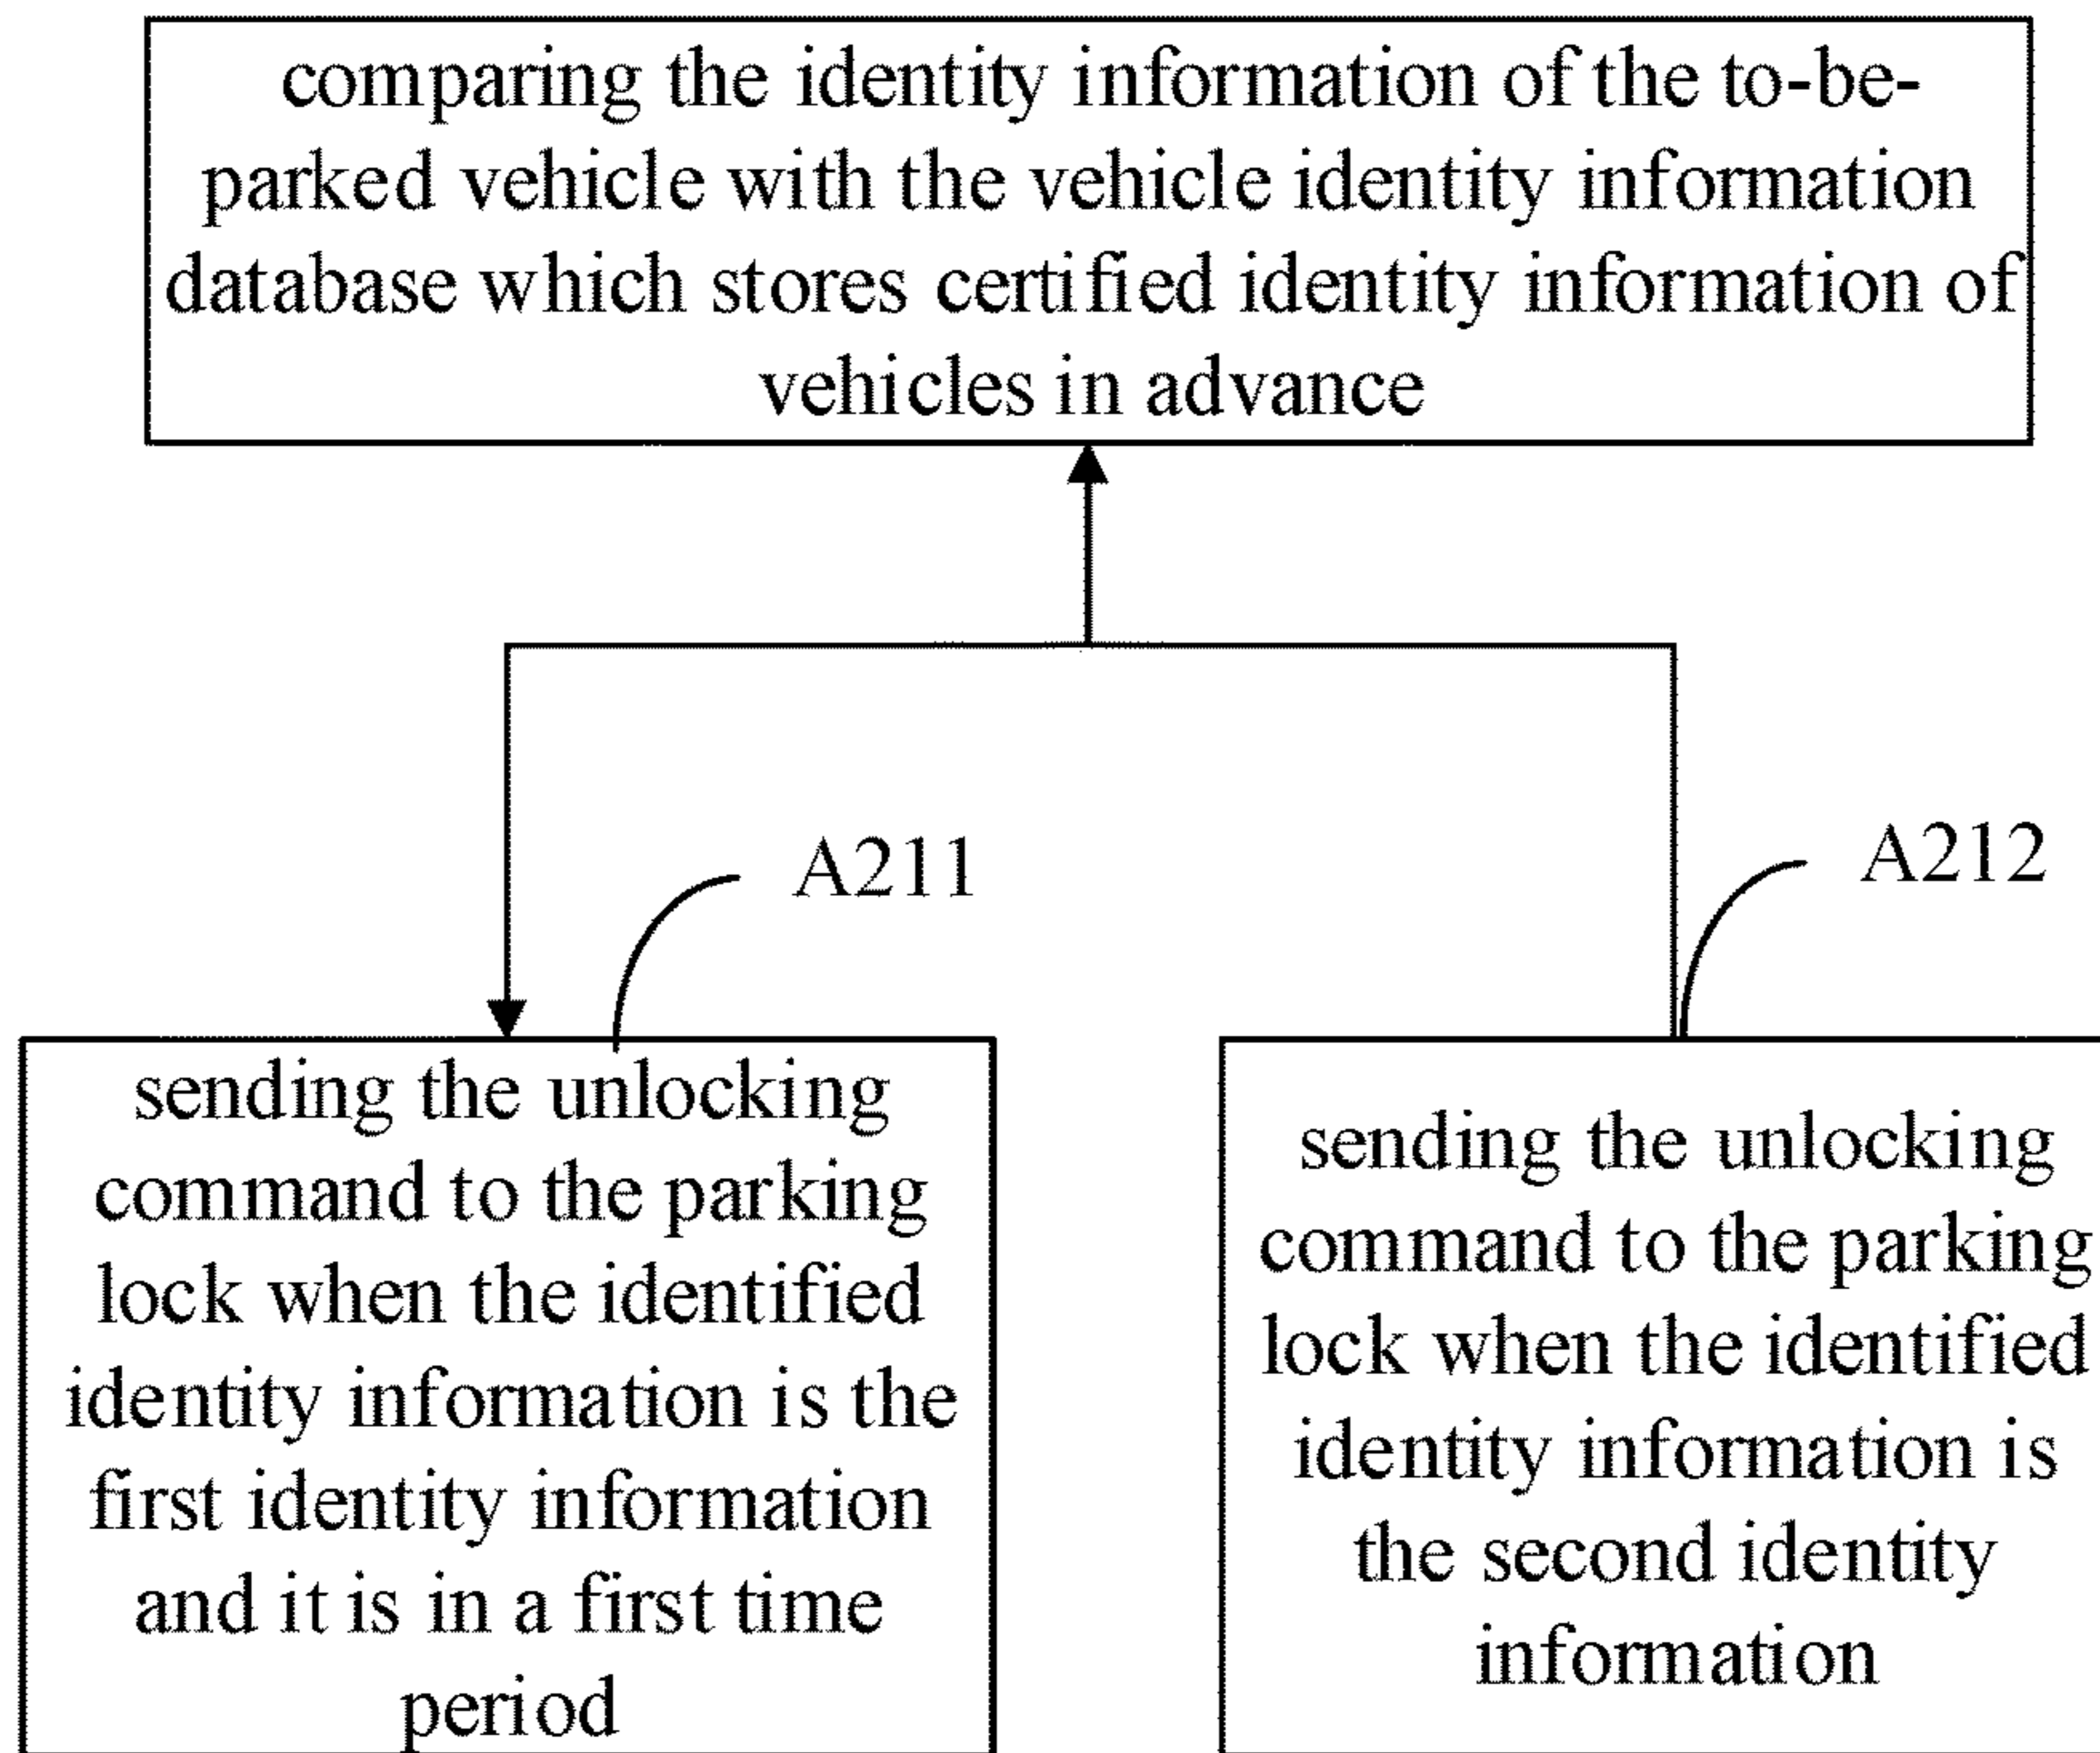 comparing the identity information of the to-be-
parked vehicle with the vehicle identity information
database which stores certified identity information of
vehicles in advance
A211
A212
sending the unlocking
command to the parking
lock when the identified
identity information is the
first identity information
and it is in a first time
period
sending the unlocking
command to the parking
lock when the identified
identity information is
the second identity
information